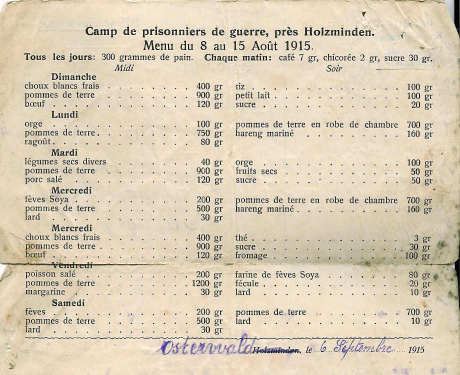 Camp de prisonniers de guerre, près Holzminden.
Menu du 8 au 15 Août 1915.
Tous les jours: 300 grammes de pain. Chaque matin: café 7 gr, chicorée 2 gr, sucre 30 gr.
Midi Soir
Dimanche
choux blancs frais 400 gr riz 100 gr
pommes de terre 900 gr petit lait 100 gr
bœuf 120 gr sucre 20 gr
Lundi
orge 100 gr pommes de terre en robe de chambre 700 gr
pommes de terre 750 gr hareng mariné 160 gr
ragoût 80 gr
Mardi
légumes secs divers 40 gr orge 100 gr
pommes de terre 900 gr fruits secs 50 gr
porc salé 120 gr sucre 50 gr
Mercredi
fèves Soya 200 gr pommes de terre en robe de chambre 700 gr
pommes de terre 500 gr hareng mariné 160 gr
lard 30 gr
Mercredi
choux blancs frais 400 gr thé 3 gr
pommes de terre 900 gr sucre 30 gr
bœuf 120 gr fromage 100 gr
Vendredi
poisson salé 200 gr farine de fèves Soya 80 gr
pommes de terre 1200 gr fécule 20 gr
margarine 30 gr lard 10 gr
Samedi
fèves 200 gr pommes de terre 700 gr
pommes de terre 500 gr lard 10 gr
lard 30 gr
Osterwald Holzminden, le 6 Septembre 1915